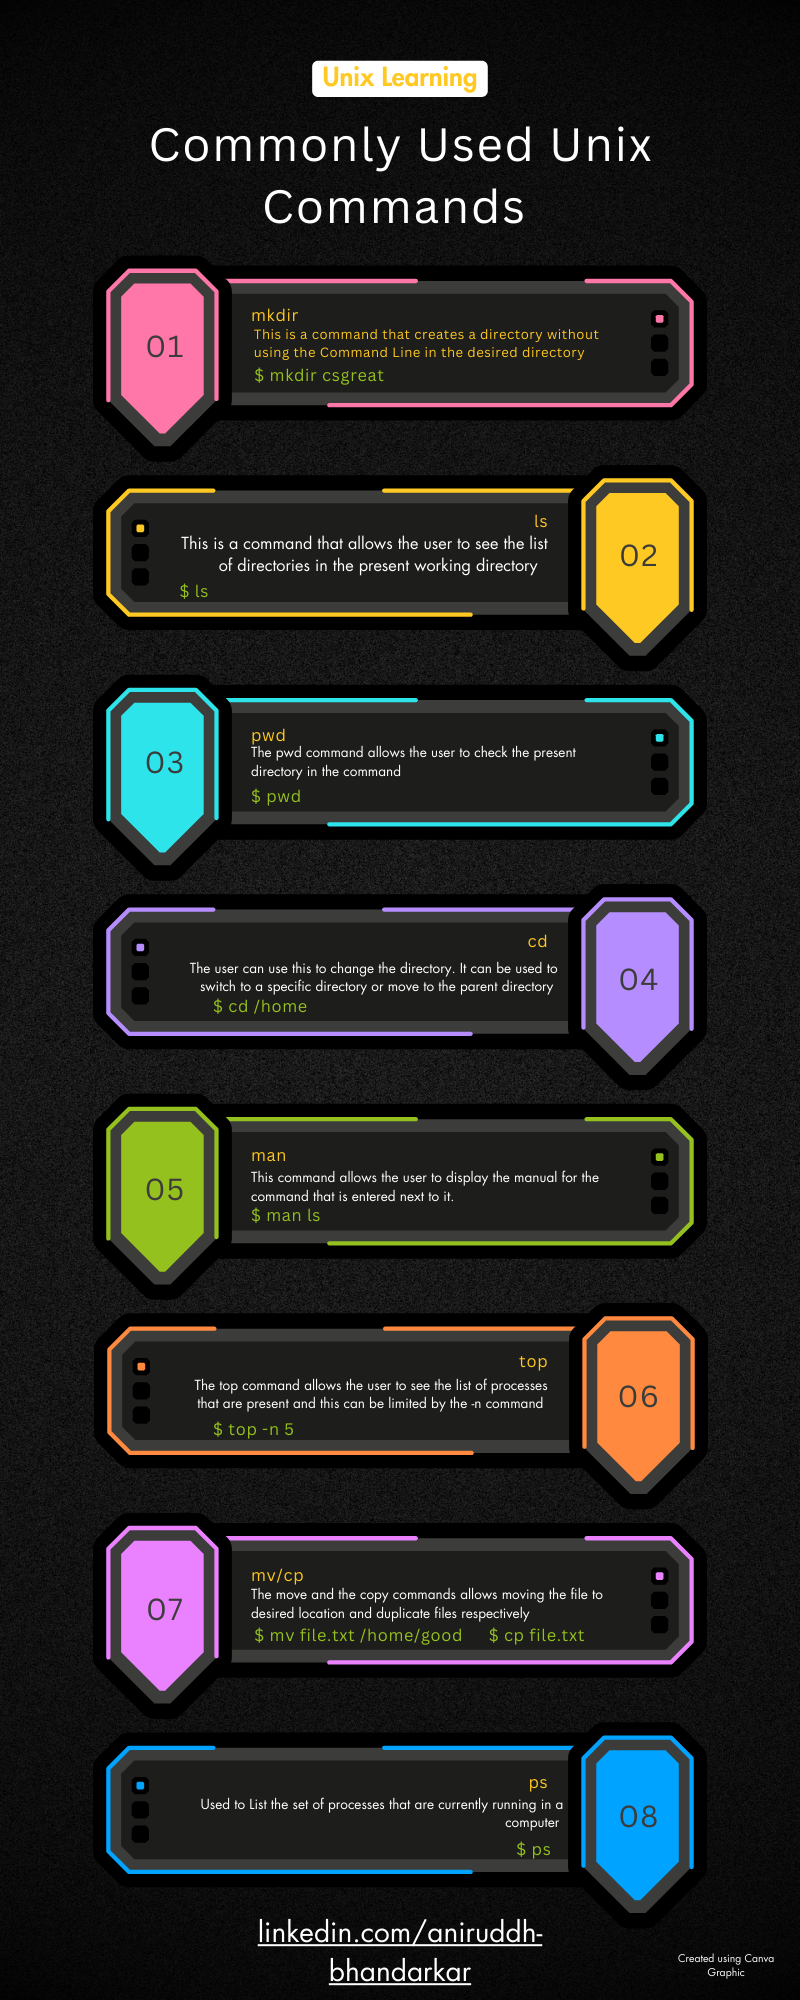 Unix Learning
Commonly Used Unix
Commands
01
mkdir
This is a command that creates a directory without
using the Command Line in the desired directory
$ mkdir csgreat
02
ls
This is a command that allows the user to see the list
of directories in the present working directory
$ ls
03
pwd
The pwd command allows the user to check the present
directory in the command
$ pwd
04
cd
The user can use this to change the directory. It can be used to
switch to a specific directory or move to the parent directory
$ cd /home
05
man
This command allows the user to display the manual for the
command that is entered next to it.
$ man ls
06
top
The top command allows the user to see the list of processes
that are present and this can be limited by the -n command
$ top -n 5
07
mv/cp
The move and the copy commands allows moving the file to
desired location and duplicate files respectively
$ mv file.txt /home/good $ cp file.txt
08
ps
Used to List the set of processes that are currently running in a
computer
$ ps
linkedin.com/aniruddh-
bhandarkar
Created using Canva
Graphic